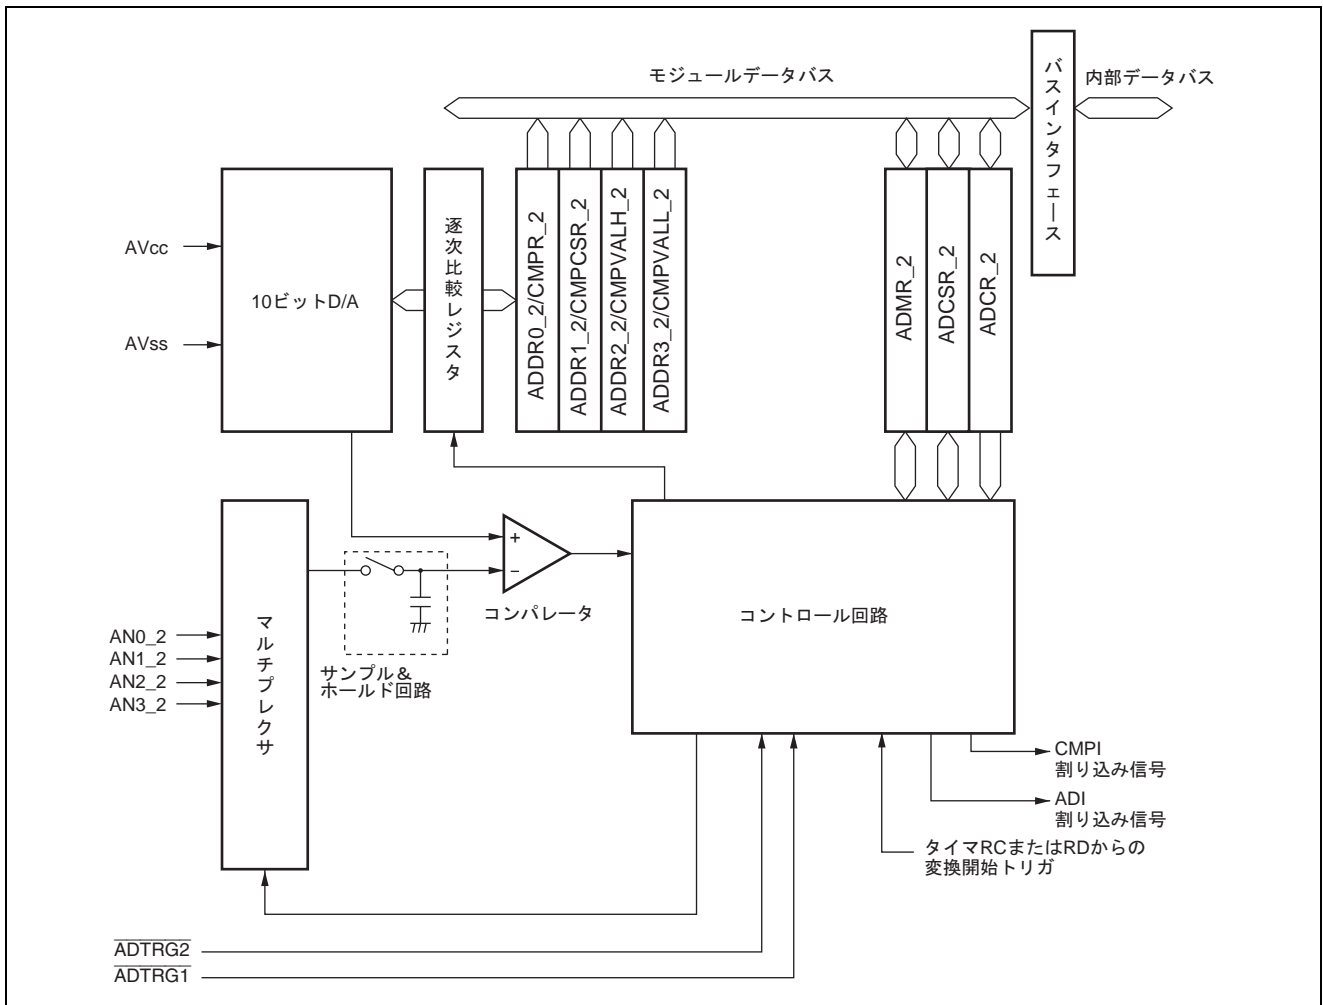 モジュールデータバス
バスインタフェース
内部データバス
AVcc
AVss
10ビットD/A
逐次比較レジスタ
ADDR0_2/CMPR_2
ADDR1_2/CMPCSR_2
ADDR2_2/CMPVALH_2
ADDR3_2/CMPVALL_2
ADMR_2
ADCSR_2
ADCR_2
+
−
コンパレータ
コントロール回路
マルチプレクサ
AN0_2
AN1_2
AN2_2
AN3_2
サンプル＆
ホールド回路
CMPI
割り込み信号
ADI
割り込み信号
タイマRCまたはRDからの
変換開始トリガ
ADTRG2
ADTRG1